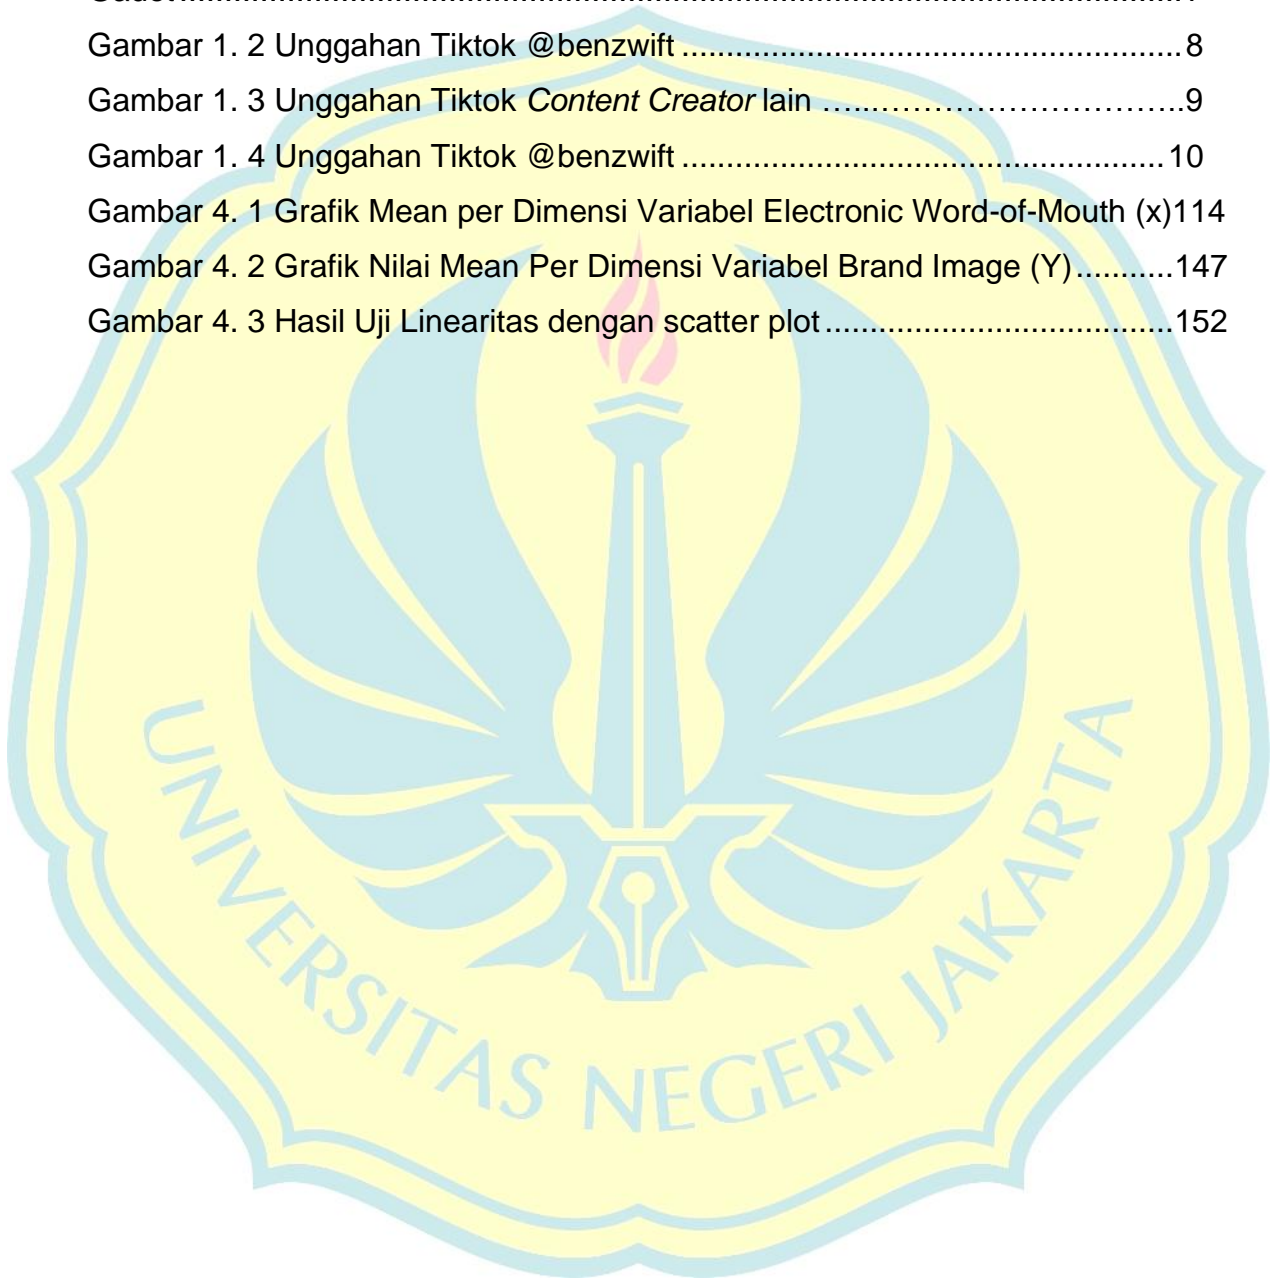 Gambar 1. 2 Unggahan Tiktok @benzwift ........................................................ 8
Gambar 1. 3 Unggahan Tiktok Content Creator lain ......…………………………..9
Gambar 1. 4 Unggahan Tiktok @benzwift ...................................................... 10
Gambar 4. 1 Grafik Mean per Dimensi Variabel Electronic Word-of-Mouth (x)114
Gambar 4. 2 Grafik Nilai Mean Per Dimensi Variabel Brand Image (Y)...........147
Gambar 4. 3 Hasil Uji Linearitas dengan scatter plot.....................................152
UNIVERSITAS NEGERI JAKARTA